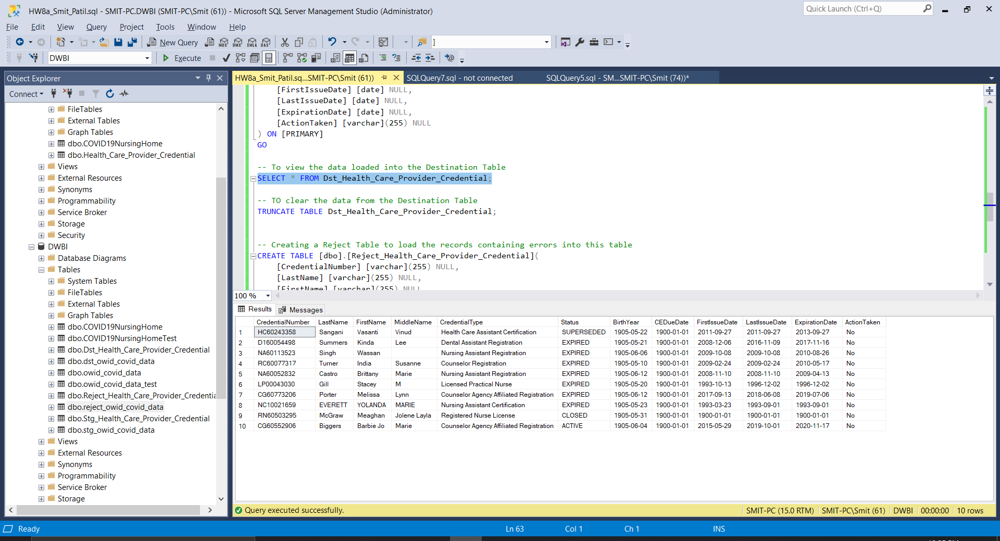 HW8a_Smit_Patil.sql - SMIT-PC.DWBI (SMIT-PC\Smit (61)) - Microsoft SQL Server Management Studio (Administrator)
Quick Launch (Ctrl+Q)
File Edit View Query Project Tools Window Help
New Query MDX DMX XMLA DAX ]
DWBI Execute
Object Explorer
HW8a_Smit_Patil.sq...SMIT-PC\Smit (61)) SQLQuery7.sql - not connected SQLQuery5.sql - SM...SMIT-PC\Smit (74))*
Connect
FileTables
External Tables
Graph Tables
dbo.COVID19NursingHome
dbo.Health_Care_Provider_Credential
Views
External Resources
Synonyms
Programmability
Service Broker
Storage
Security
DWBI
Database Diagrams
Tables
System Tables
FileTables
External Tables
Graph Tables
dbo.COVID19NursingHome
dbo.COVID19NursingHomeTest
dbo.Dst_Health_Care_Provider_Credential
dbo.dst_owid_covid_data
dbo.owid_covid_data
dbo.owid_covid_data_test
dbo.Reject_Health_Care_Provider_Credentia
dbo.reject_owid_covid_data
dbo.Stg_Health_Care_Provider_Credential
dbo.stg_owid_covid_data
Views
External Resources
Synonyms
Programmability
Service Broker
Storage
[FirstIssueDate] [date] NULL,
[LastIssueDate] [date] NULL,
[ExpirationDate] [date] NULL,
[ActionTaken] [varchar](255) NULL
) ON [PRIMARY]
GO
-- To view the data loaded into the Destination Table
SELECT * FROM Dst_Health_Care_Provider_Credential;
-- TO clear the data from the Destination Table
TRUNCATE TABLE Dst_Health_Care_Provider_Credential;
-- Creating a Reject Table to load the records containing errors into this table
CREATE TABLE [dbo].[Reject_Health_Care_Provider_Credential](
[CredentialNumber] [varchar](255) NULL,
[LastName] [varchar](255) NULL,
[FirstName] [varchar](255) NULL
100 %
Results Messages
CredentialNumber LastName FirstName MiddleName CredentialType Status BirthYear CEDueDate FirstIssueDate LastIssueDate ExpirationDate ActionTaken
1 HC60243358 Sangani Vasanti Vinud Health Care Assistant Certification SUPERSEDED 1905-05-22 1900-01-01 2011-09-27 2011-09-27 2013-09-27 No
2 D160054498 Summers Kinda Lee Dental Assistant Registration EXPIRED 1905-05-21 1900-01-01 2008-12-06 2016-11-09 2017-11-16 No
3 NA60113523 Singh Wassan Nursing Assistant Registration EXPIRED 1905-06-06 1900-01-01 2009-10-08 2009-10-08 2010-08-26 No
4 RC60077317 Turner India Susanne Counselor Registration EXPIRED 1905-05-10 1900-01-01 2009-02-24 2009-02-24 2010-05-17 No
5 NA60052832 Castro Brittany Marie Nursing Assistant Registration EXPIRED 1905-06-12 1900-01-01 2008-11-10 2008-11-10 2009-04-13 No
6 LP00043030 Gill Stacey M Licensed Practical Nurse EXPIRED 1905-05-20 1900-01-01 1993-10-13 1996-12-02 1996-12-02 No
7 CG60773206 Porter Melissa Lynn Counselor Agency Affiliated Registration EXPIRED 1905-06-12 1900-01-01 2017-09-13 2018-06-08 2019-07-06 No
8 NC10021659 EVERETT YOLANDA MARIE Nursing Assistant Certification EXPIRED 1905-05-23 1900-01-01 1993-03-23 1993-09-01 1993-09-01 No
9 RN60503295 McGraw Meaghan Jolene Layla Registered Nurse License CLOSED 1905-05-31 1900-01-01 1900-01-01 1900-01-01 1900-01-01 No
10 CG60552906 Biggers Barbie Jo Marie Counselor Agency Affiliated Registration ACTIVE 1905-06-04 1900-01-01 2015-05-29 2019-10-01 2020-11-17 No
Query executed successfully. SMIT-PC (15.0 RTM) SMIT-PC\Smit (61) DWBI 00:00:00 10 rows
Ready Ln 63 Col 1 Ch 1 INS